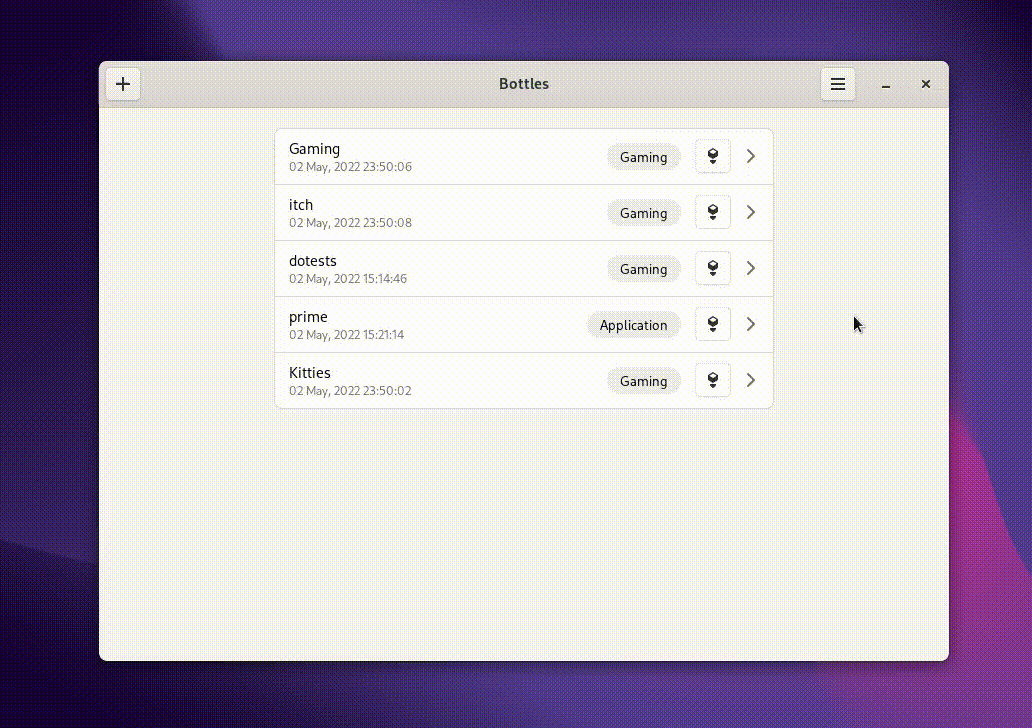 Bottles
Gaming
02 May, 2022 23:50:06
Gaming
itch
02 May, 2022 23:50:08
Gaming
dotests
02 May, 2022 15:14:46
Gaming
prime
02 May, 2022 15:21:14
Application
Kitties
02 May, 2022 23:50:02
Gaming